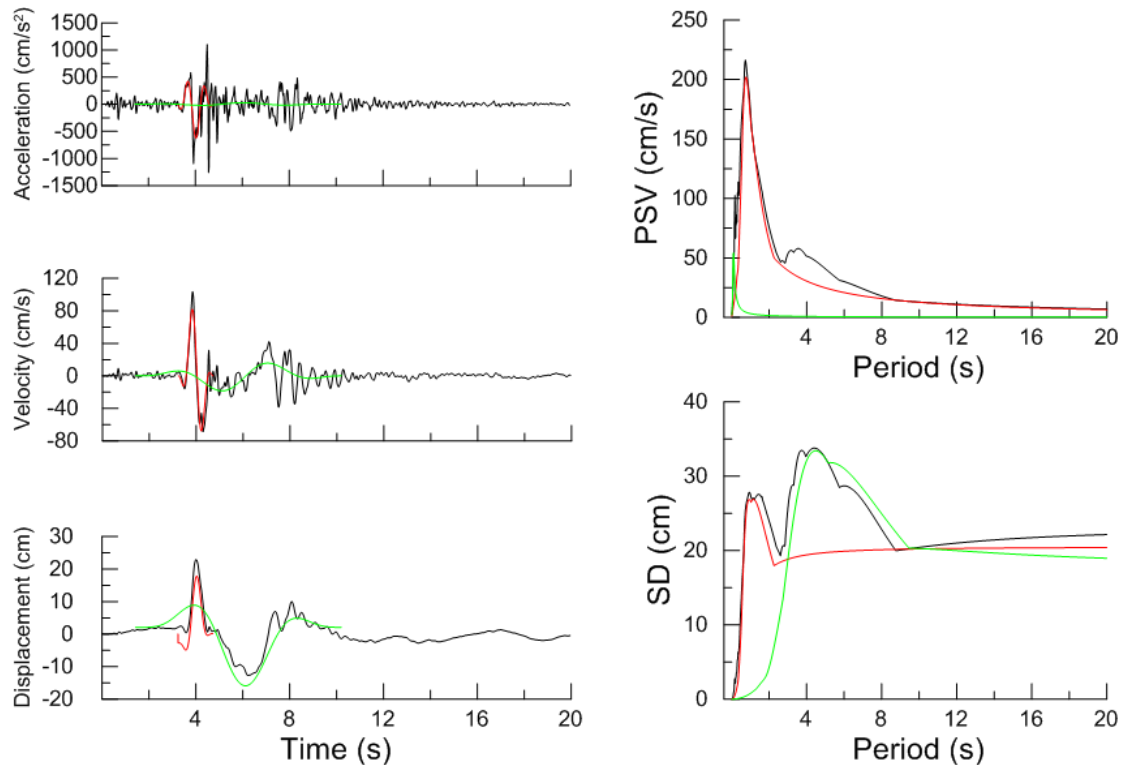 Acceleration (cm/s²)
1500
1000
500
0
-500
-1000
-1500
Velocity (cm/s)
120
80
40
0
-40
-80
Displacement (cm)
30
20
10
0
-10
-20
4 8 12 16 20
Time (s)
PSV (cm/s)
250
200
150
100
50
0
4 8 12 16 20
Period (s)
SD (cm)
40
30
20
10
0
4 8 12 16 20
Period (s)